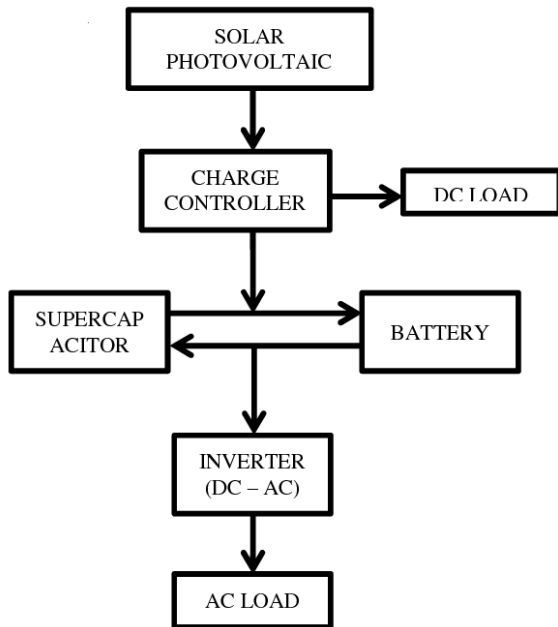 SOLAR
PHOTOVOLTAIC
CHARGE
CONTROLLER
DC LOAD
SUPERCAP
ACITOR
BATTERY
INVERTER
(DC – AC)
AC LOAD